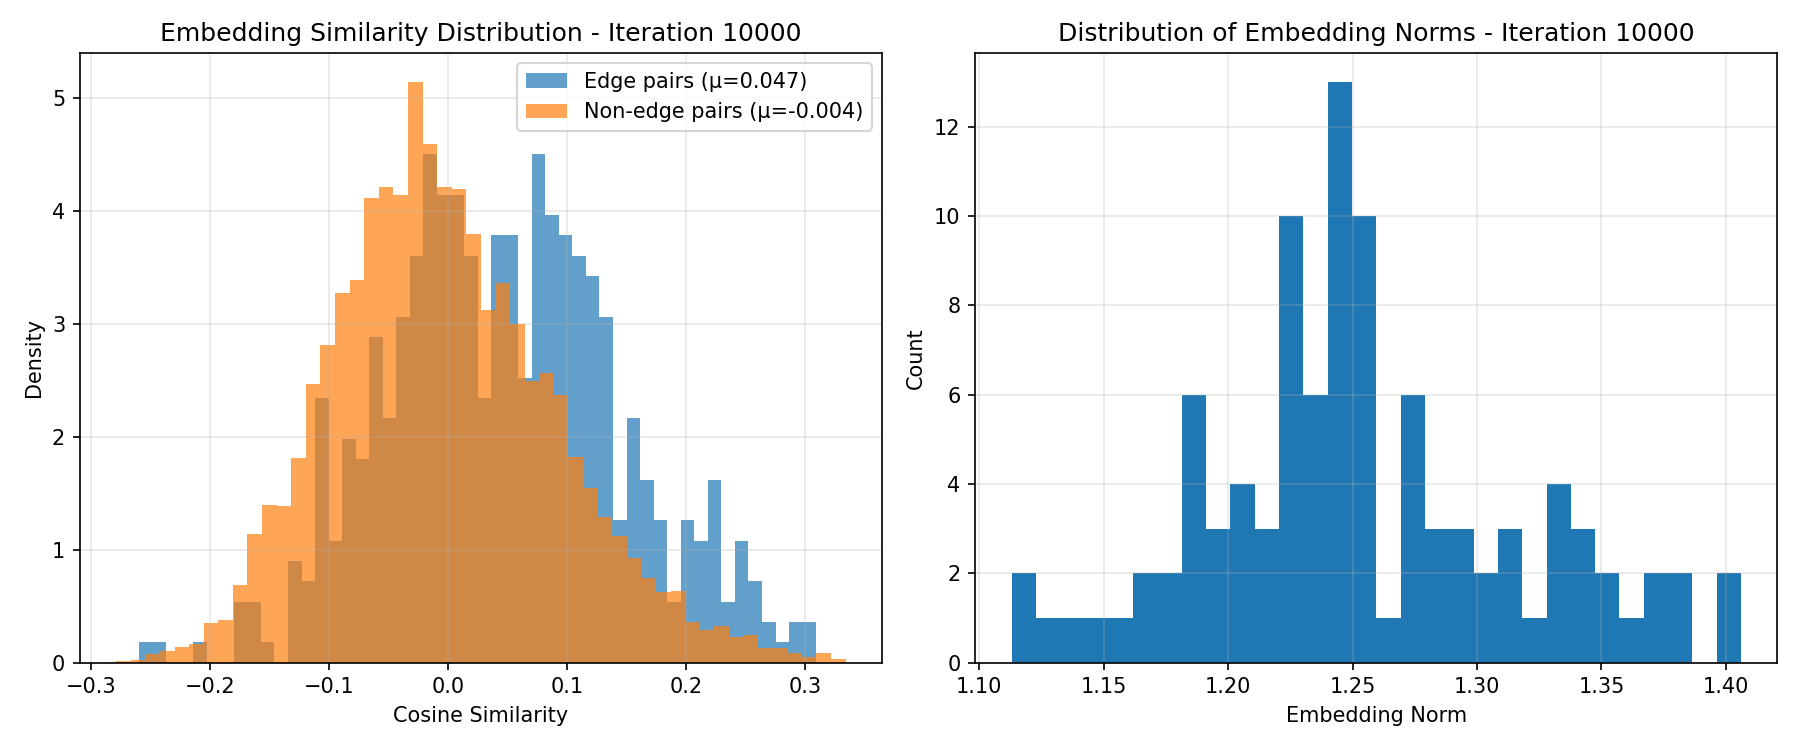 Embedding Similarity Distribution - Iteration 10000
Edge pairs (μ=0.047)
Non-edge pairs (μ=-0.004)
Density
5
4
3
2
1
0
−0.3 −0.2 −0.1 0.0 0.1 0.2 0.3
Cosine Similarity
Distribution of Embedding Norms - Iteration 10000
Count
12
10
8
6
4
2
0
1.10 1.15 1.20 1.25 1.30 1.35 1.40
Embedding Norm